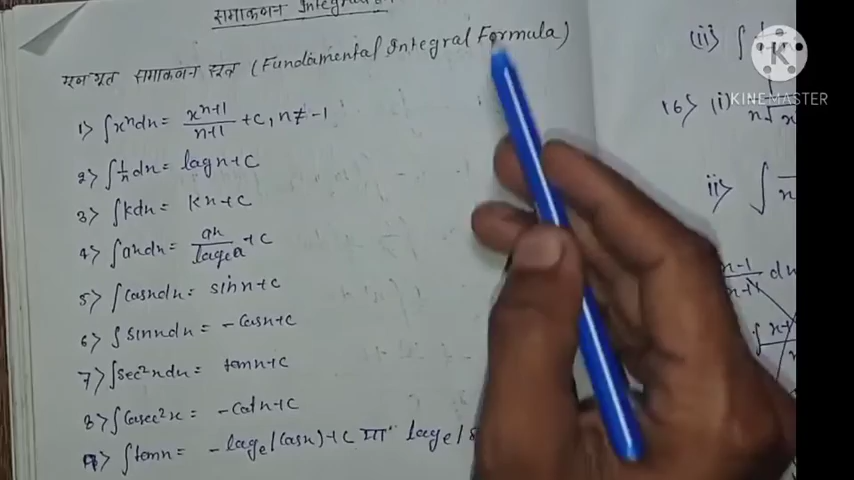 समाकलन Integra
मूलभूत समाकलन सूत्र (Fundamental Integral Formula)
1> ∫xⁿdx = xⁿ⁺¹/n+1 + c, n ≠ -1
2> ∫1/x dx = log x + c
3> ∫kdx = kx + c
4> ∫aˣdx = aˣ/logₑa + c
5> ∫cosxdx = sinx + c
6> ∫sinxdx = -cosx + c
7> ∫sec²xdx = tanx + c
8> ∫cosec²x = -cotx + c
9> ∫tanx = -logₑ|cosx| + c या logₑ|s
(ii) ∫
16> (i)
ii> ∫
K
KINEMASTER